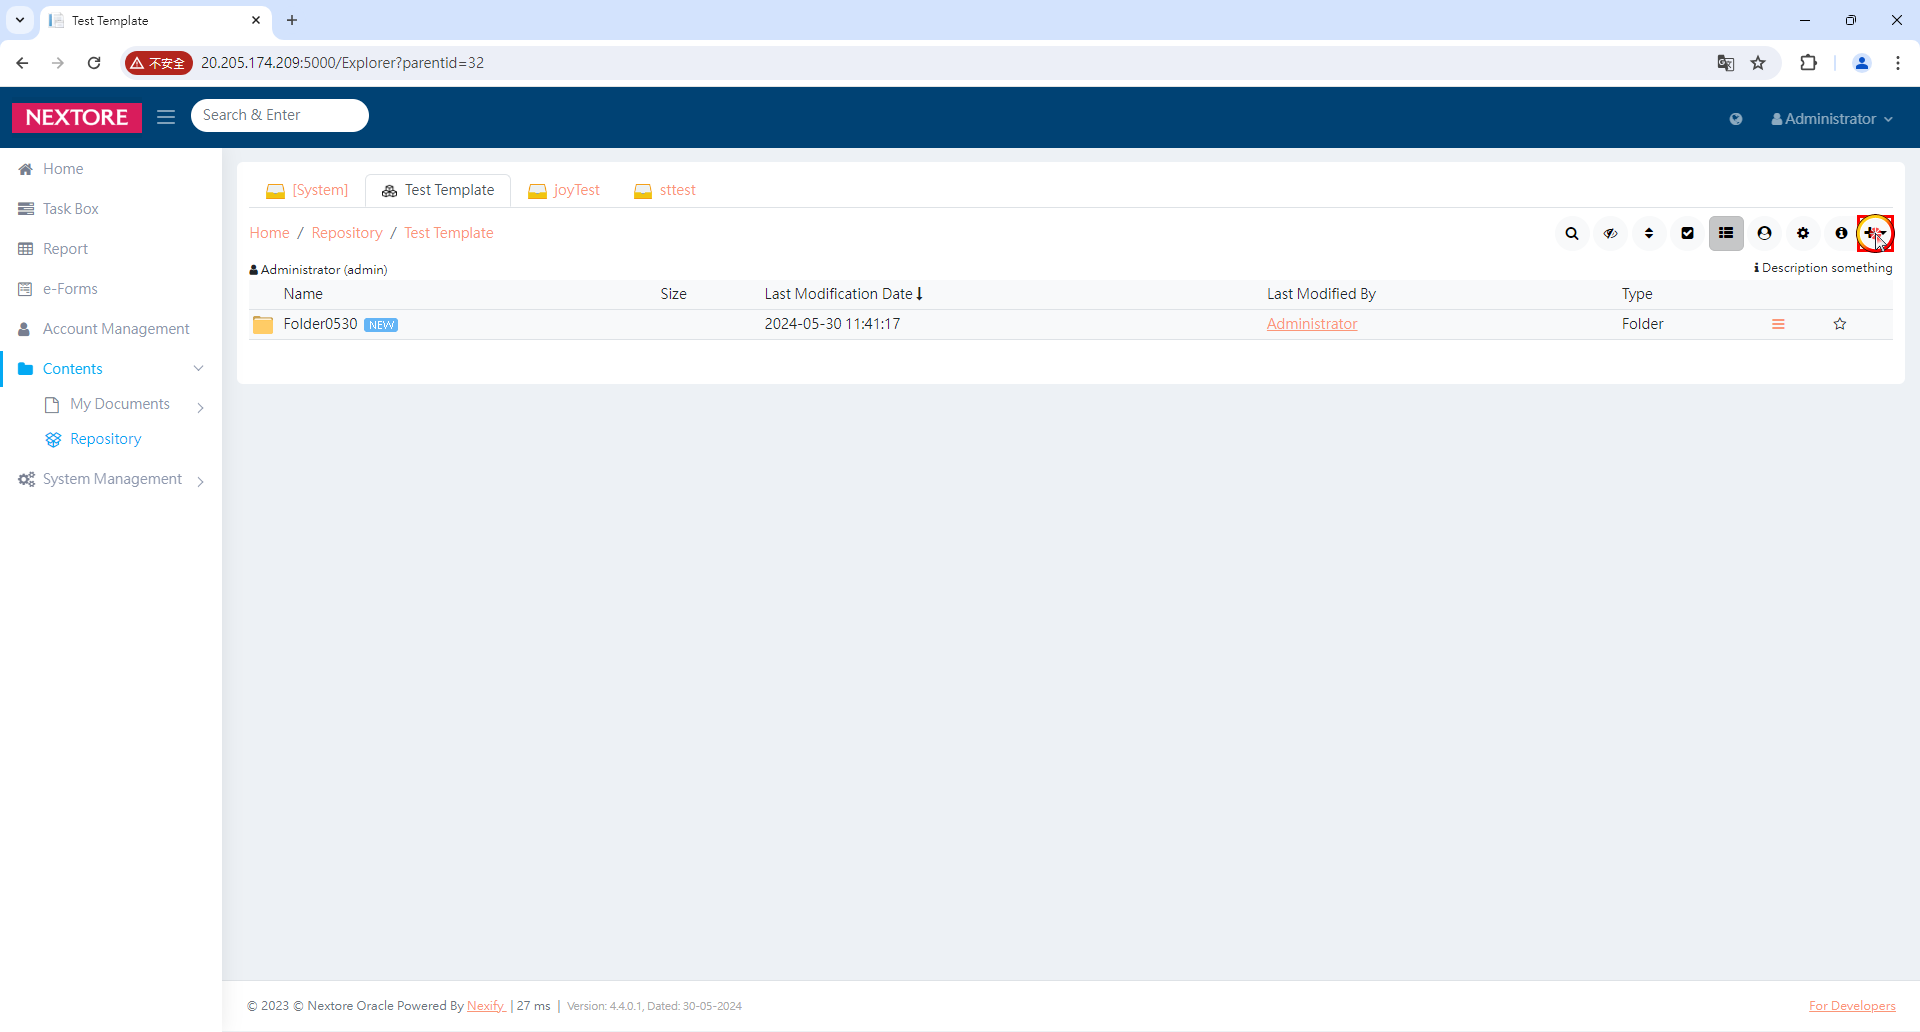 Test Template
不安全
20.205.174.209:5000/Explorer?parentid=32
NEXTORE
Search & Enter
Administrator
Home
Task Box
Report
e-Forms
Account Management
Contents
My Documents
Repository
System Management
[System]
Test Template
joyTest
sttest
Home / Repository / Test Template
Administrator (admin)
Description something
Name Size Last Modification Date Last Modified By Type
Folder0530 NEW 2024-05-30 11:41:17 Administrator Folder
© 2023 © Nextore Oracle Powered By Nexify | 27 ms | Version: 4.4.0.1, Dated: 30-05-2024
For Developers